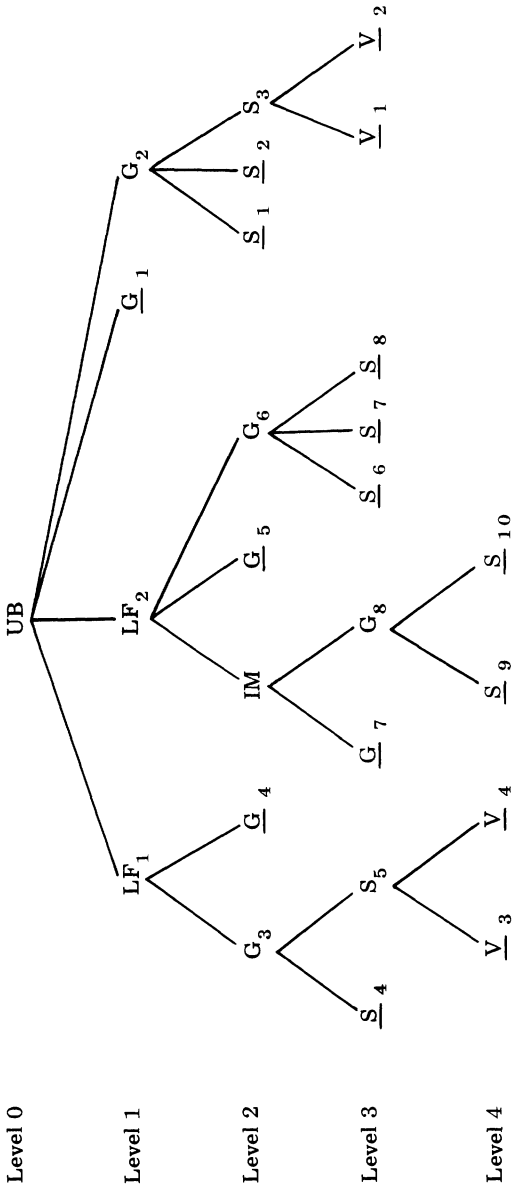 Level 0 UB
Level 1 LF1 LF2 G1 G2
Level 2 G3 G4 IM G5 G6 S1 S2 S3
Level 3 S4 S5 G7 G8 S6 S7 S8 V1 V2
Level 4 V3 V4 S9 S10